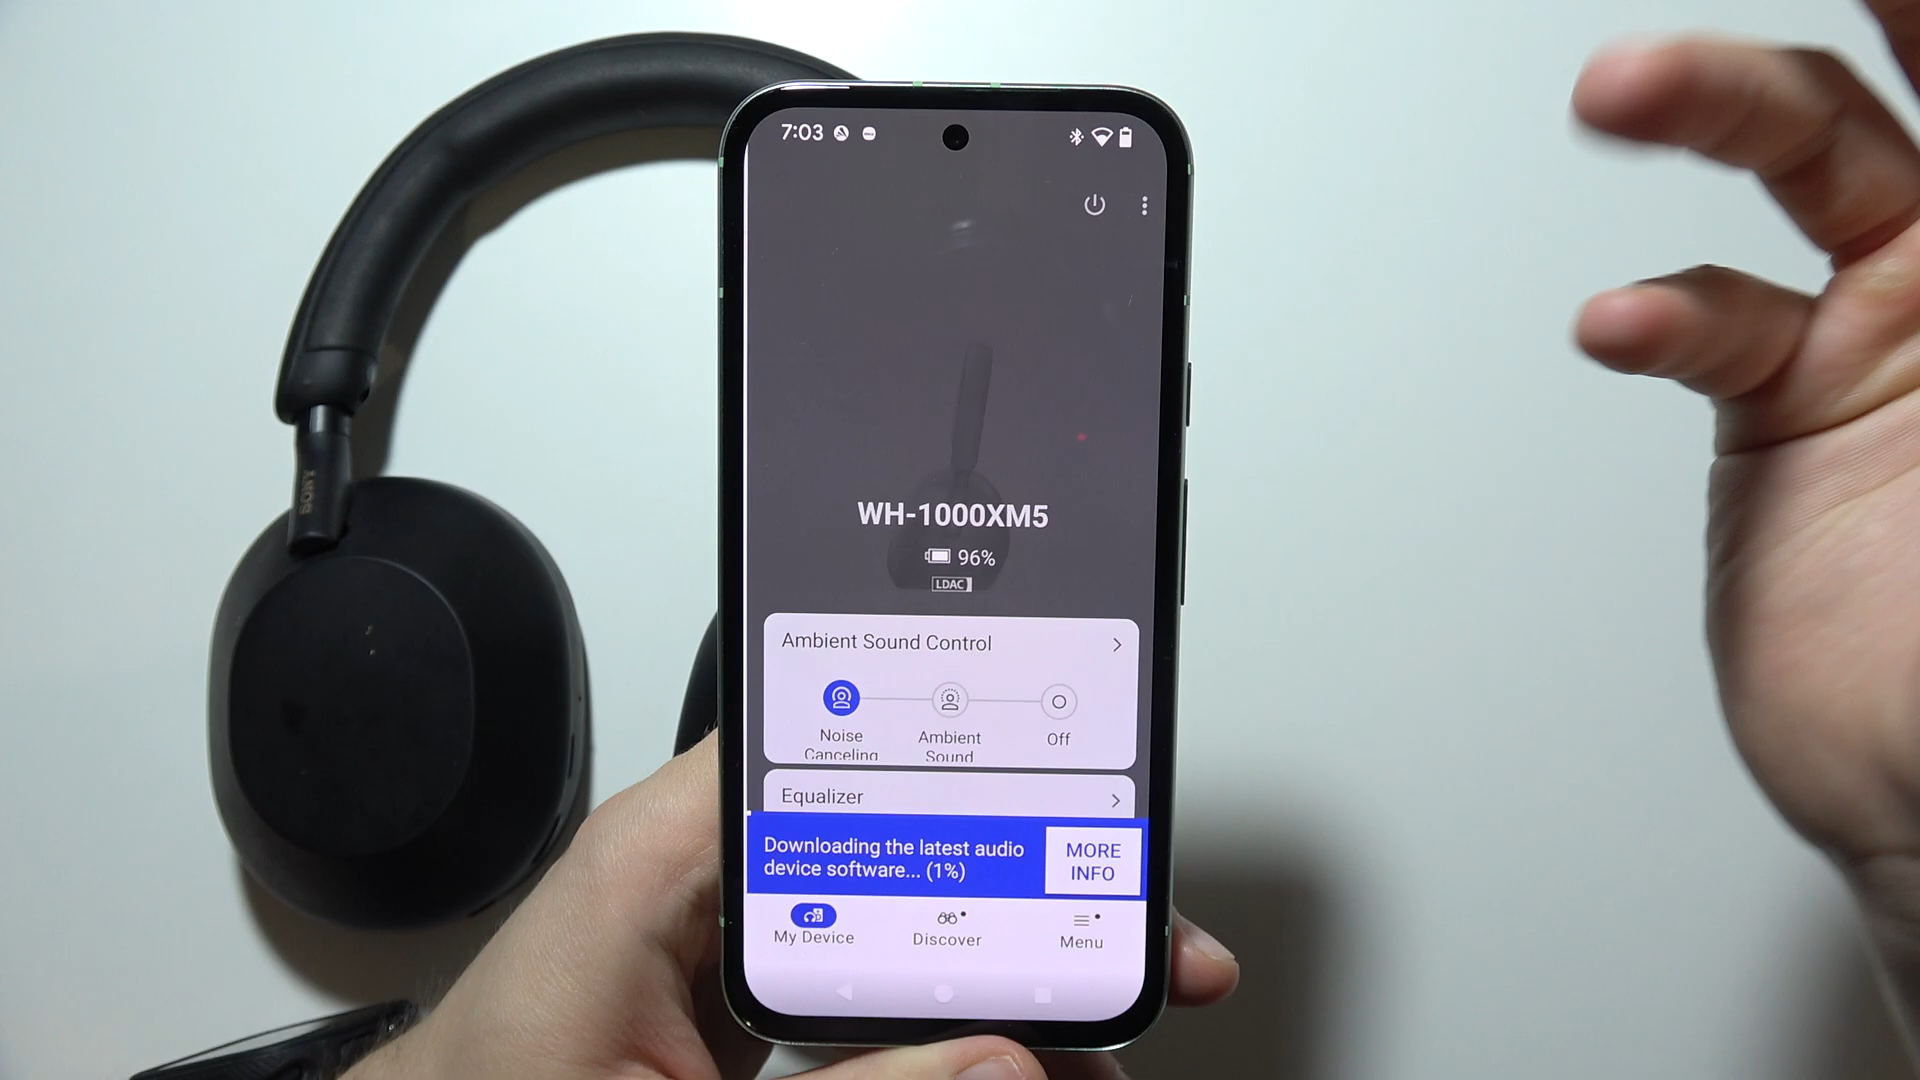 7:03
SONY
WH-1000XM5
96%
LDAC
Ambient Sound Control
Noise
Canceling
Ambient
Sound
Off
Equalizer
Downloading the latest audio
device software... (1%)
MORE
INFO
My Device
Discover
Menu